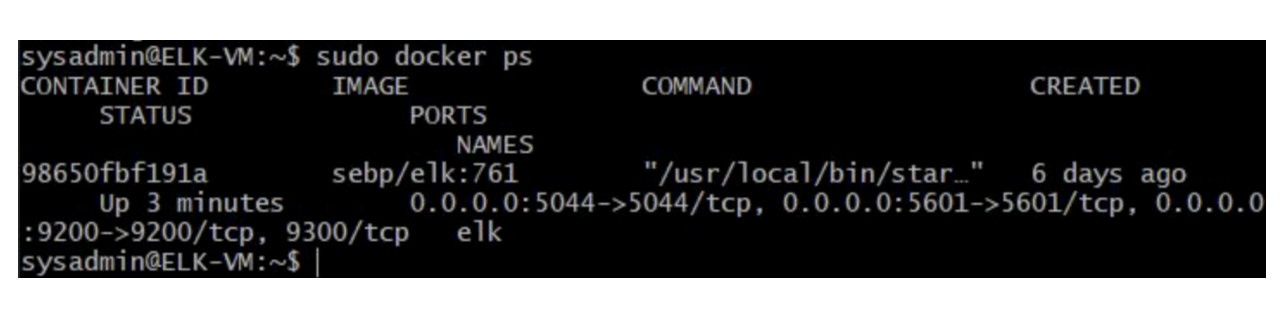 sysadmin@ELK-VM:~$ sudo docker ps
CONTAINER ID        IMAGE               COMMAND                  CREATED
     STATUS              PORTS
                            NAMES
98650fbf191a        sebp/elk:761        "/usr/local/bin/star…"   6 days ago
     Up 3 minutes        0.0.0.0:5044->5044/tcp, 0.0.0.0:5601->5601/tcp, 0.0.0.0
:9200->9200/tcp, 9300/tcp   elk
sysadmin@ELK-VM:~$